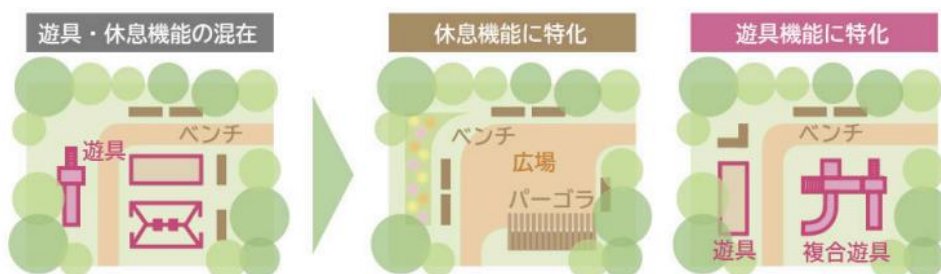 遊具・休息機能の混在
休息機能に特化
遊具機能に特化
ベンチ
遊具
ベンチ
広場
パーゴラ
ベンチ
遊具
複合遊具